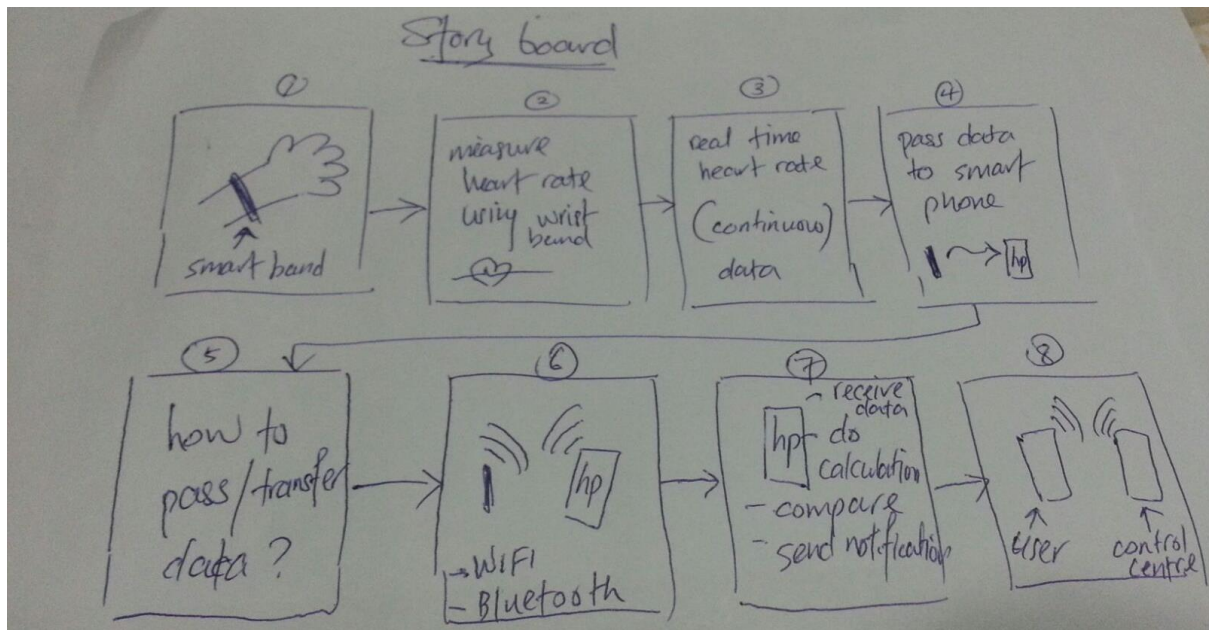 Story board
1
smart band
2
measure
heart rate
using wrist
band
3
real time
heart rate
(continuous)
data
4
pass data
to smart
phone
hp
5
how to
pass/transfer
data?
6
hp
→ WIFI
- Bluetooth
7
- receive
data
hp - do
calculation
- compare
- send notification
8
user
control
centre